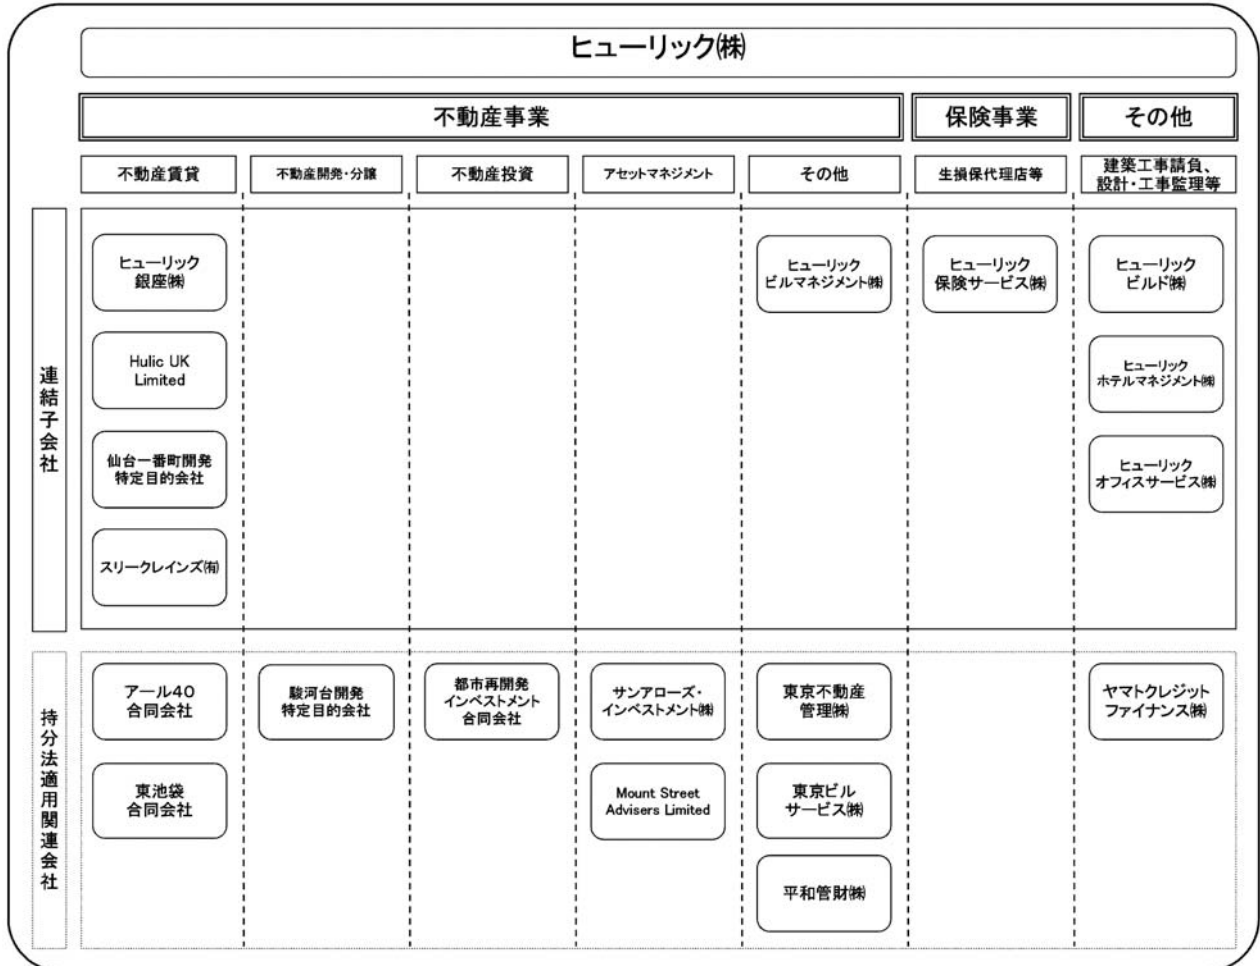 ヒューリック㈱
不動産事業
保険事業
その他
不動産賃貸
不動産開発・分譲
不動産投資
アセットマネジメント
その他
生損保代理店等
建築工事請負、
設計・工事監理等
連結子会社
ヒューリック
銀座㈱
ヒューリック
ビルマネジメント㈱
ヒューリック
保険サービス㈱
ヒューリック
ビルド㈱
Hulic UK
Limited
ヒューリック
ホテルマネジメント㈱
仙台一番町開発
特定目的会社
ヒューリック
オフィスサービス㈱
スリークレインズ㈲
持分法適用関連会社
アール40
合同会社
駿河台開発
特定目的会社
都市再開発
インベストメント
合同会社
サンアローズ・
インベストメント㈱
東京不動産
管理㈱
ヤマトクレジット
ファイナンス㈱
東池袋
合同会社
Mount Street
Advisers Limited
東京ビル
サービス㈱
平和管財㈱